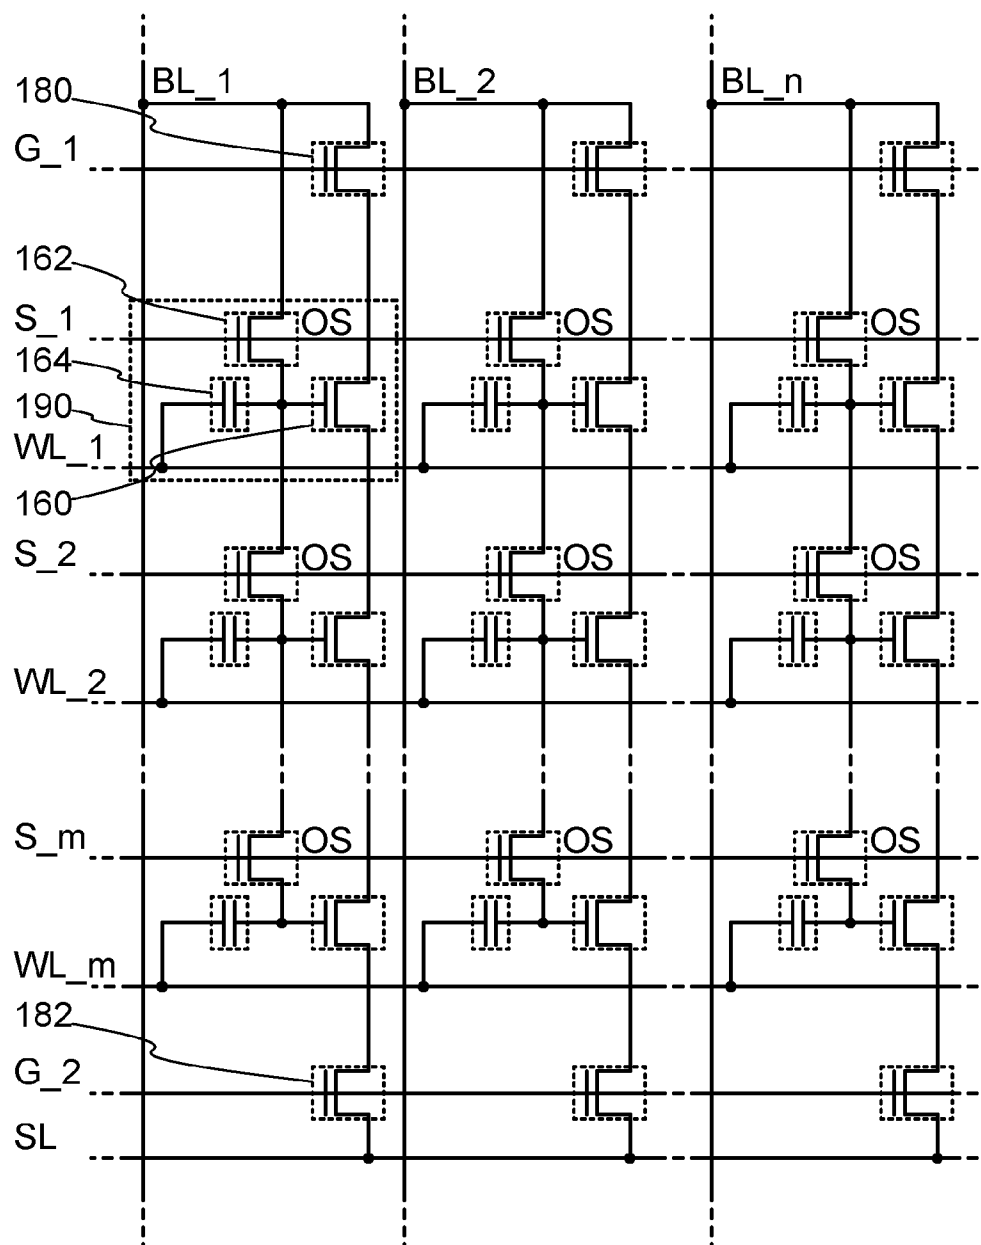 BL_1 BL_2 BL_n
180
G_1
162
S_1 OS OS OS
164
190
WL_1
160
S_2 OS OS OS
WL_2
S_m OS OS OS
WL_m
182
G_2
SL